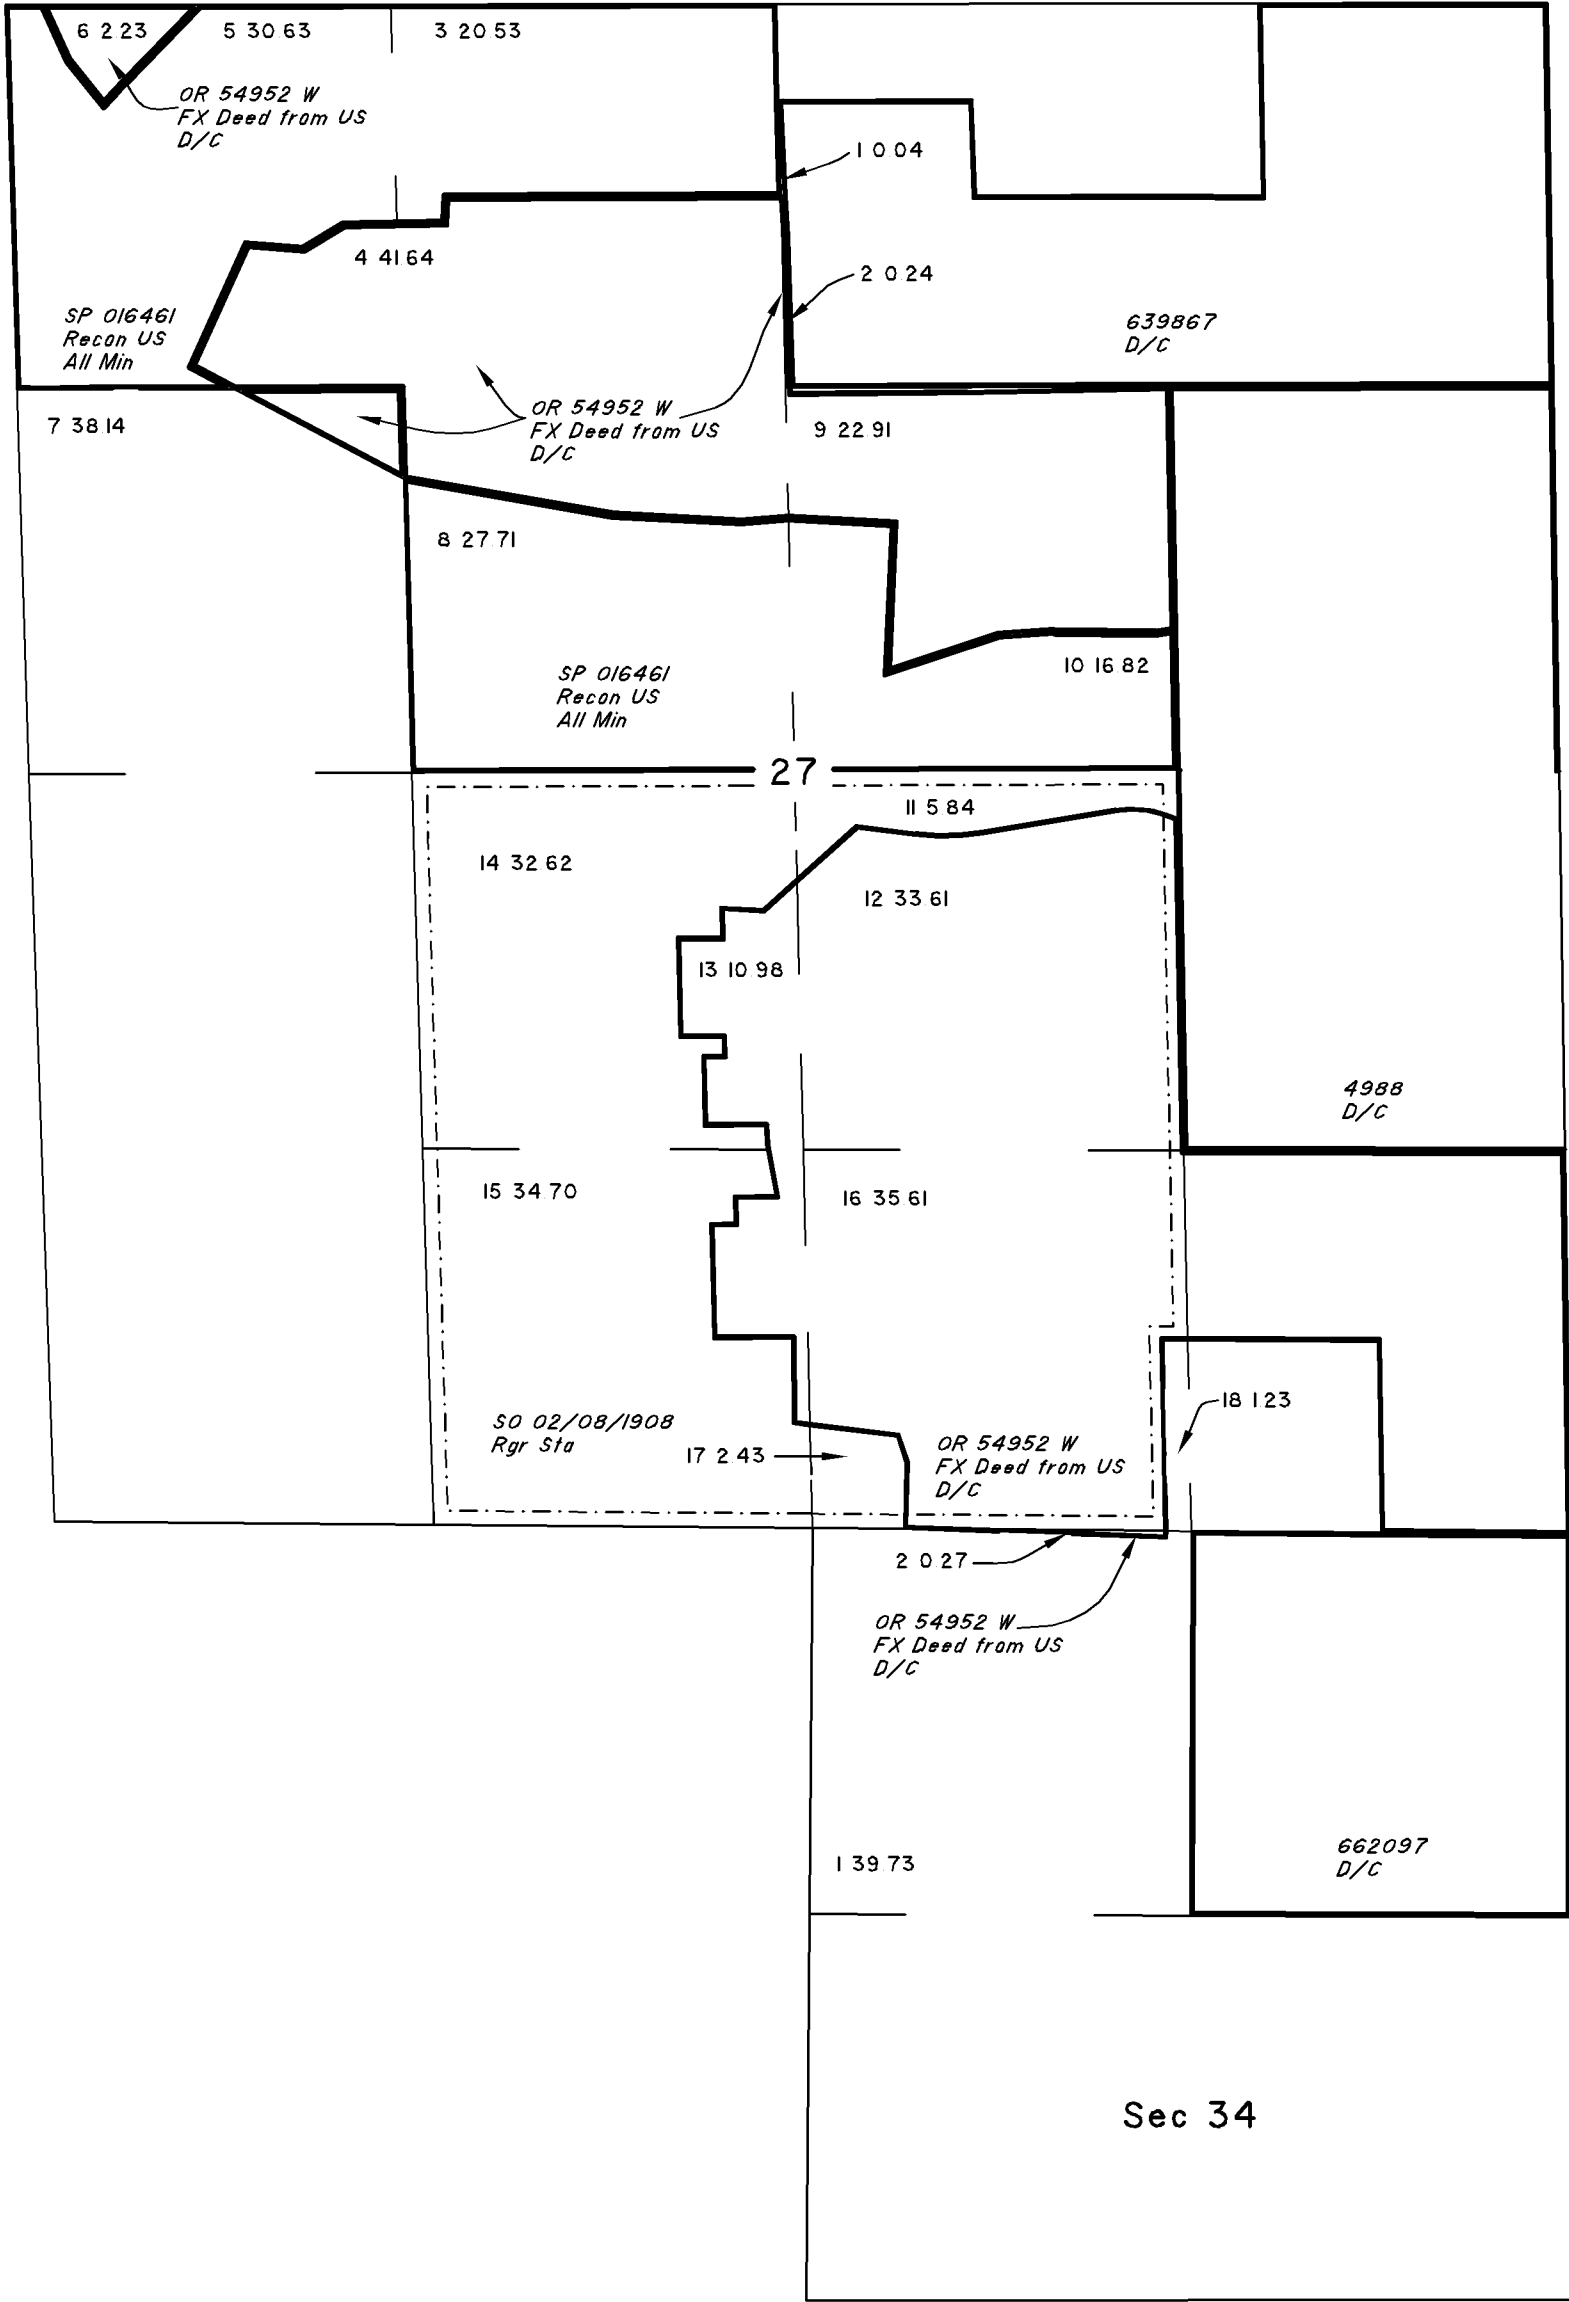 6 2.23
5 30.63
3 20.53
OR 54952 W
FX Deed from US
D/C
1 0.04
4 41.64
2 0.24
SP 016461
Recon US
All Min
639867
D/C
OR 54952 W
FX Deed from US
D/C
7 38.14
9 22.91
8 27.71
10 16.82
SP 016461
Recon US
All Min
27
11 5.84
14 32.62
12 33.61
13 10.98
4988
D/C
15 34.70
16 35.61
18 1.23
SO 02/08/1908
Rgr Sta
17 2.43
OR 54952 W
FX Deed from US
D/C
2 0.27
OR 54952 W
FX Deed from US
D/C
662097
D/C
1 39.73
Sec 34